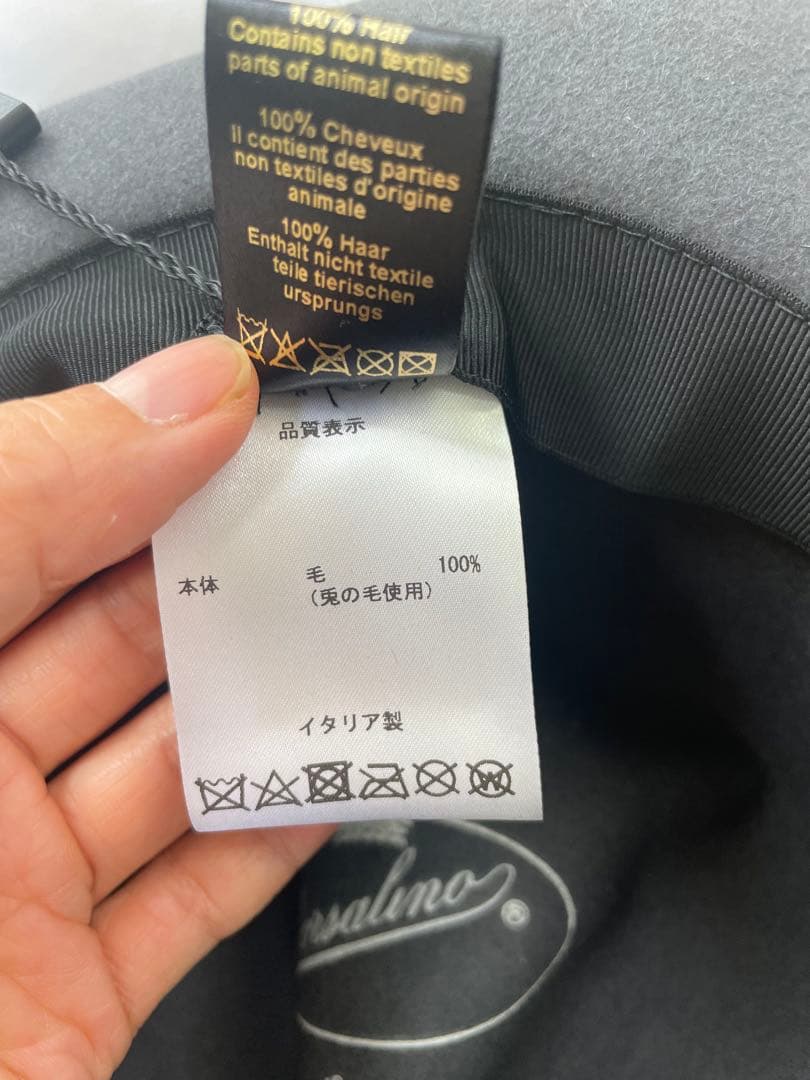 100% Hair
Contains non textiles
parts of animal origin
100% Cheveux
Il contient des parties
non textiles d'origine
animale
100% Haar
Enthalt nicht textile
teile tierischen
ursprungs
品質表示
本体 毛 100%
(兎の毛使用)
イタリア製
®